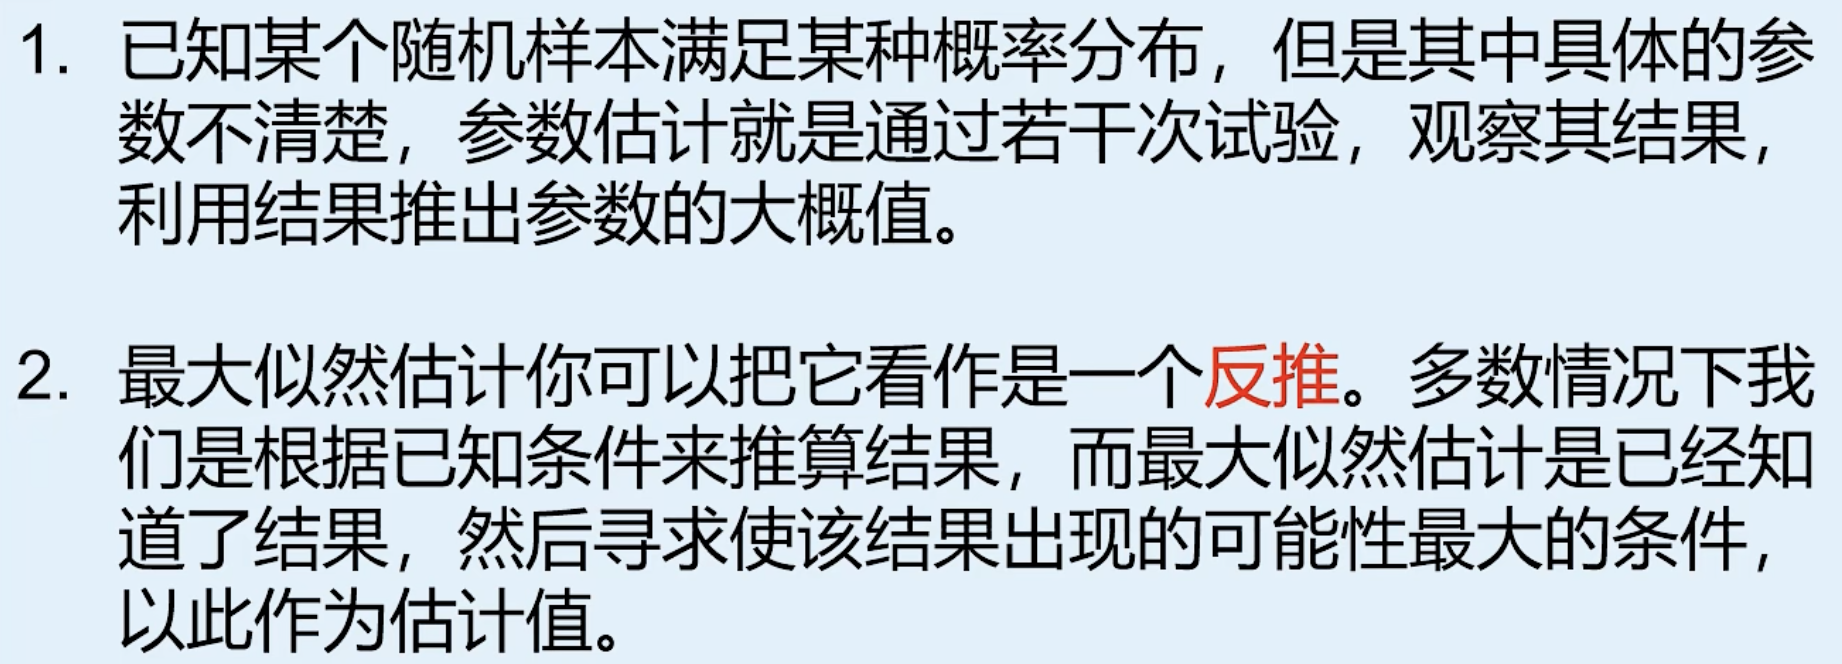 1. 已知某个随机样本满足某种概率分布，但是其中具体的参
数不清楚，参数估计就是通过若干次试验，观察其结果，
利用结果推出参数的大概值。
2. 最大似然估计你可以把它看作是一个反推。多数情况下我
们是根据已知条件来推算结果，而最大似然估计是已经知
道了结果，然后寻求使该结果出现的可能性最大的条件，
以此作为估计值。